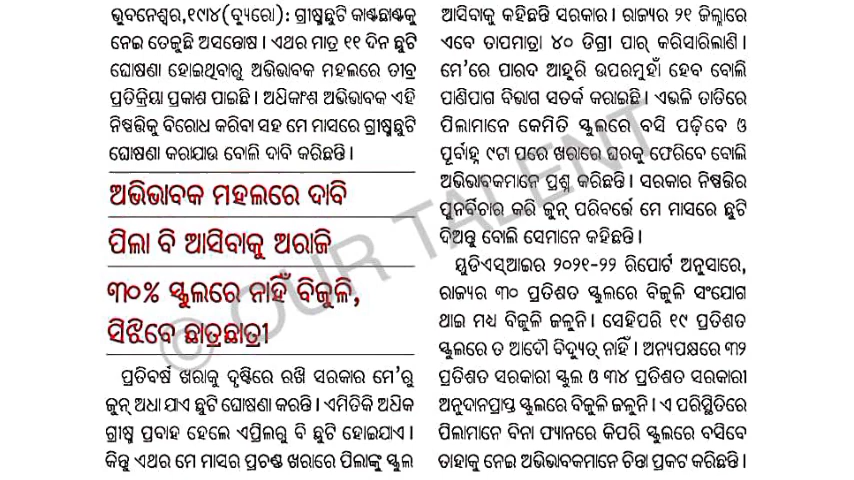 ଭୁବନେଶ୍ୱର,୧୯।୪(ବ୍ୟୁରୋ): ଗ୍ରୀଷ୍ମଛୁଟି କାଣ୍ଟଛାଣ୍ଟକୁ
ନେଇ ତେଜୁଛି ଅସନ୍ତୋଷ। ଏଥର ମାତ୍ର ୧୧ ଦିନ ଛୁଟି
ଘୋଷଣା ହୋଇଥିବାରୁ ଅଭିଭାବକ ମହଲରେ ତୀବ୍ର
ପ୍ରତିକ୍ରିୟା ପ୍ରକାଶ ପାଇଛି। ଅଧିକାଂଶ ଅଭିଭାବକ ଏହି
ନିଷ୍ପତ୍ତିକୁ ବିରୋଧ କରିବା ସହ ମେ ମାସରେ ଗ୍ରୀଷ୍ମଛୁଟି
ଘୋଷଣା କରାଯାଉ ବୋଲି ଦାବି କରିଛନ୍ତି।
ଅଭିଭାବକ ମହଲରେ ଦାବି
ପିଲା ବି ଆସିବାକୁ ଅରାଜି
୩୦% ସ୍କୁଲରେ ନାହିଁ ବିଜୁଳି,
ସିଝିବେ ଛାତ୍ରଛାତ୍ରୀ
ପ୍ରତିବର୍ଷ ଖରାକୁ ଦୃଷ୍ଟିରେ ରଖି ସରକାର ମେ'ରୁ
ଜୁନ୍ ଅଧା ଯାଏ ଛୁଟି ଘୋଷଣା କରନ୍ତି। ଏମିତିକି ଅଧିକ
ଗ୍ରୀଷ୍ମ ପ୍ରବାହ ହେଲେ ଏପ୍ରିଲରୁ ବି ଛୁଟି ହୋଇଯାଏ।
କିନ୍ତୁ ଏଥର ମେ ମାସର ପ୍ରଚଣ୍ଡ ଖରାରେ ପିଲାଙ୍କୁ ସ୍କୁଲ
ଆସିବାକୁ କହିଛନ୍ତି ସରକାର। ରାଜ୍ୟର ୨୧ ଜିଲ୍ଲାରେ
ଏବେ ତାପମାତ୍ରା ୪୦ ଡିଗ୍ରୀ ପାର୍ କରିସାରିଲାଣି।
ମେ'ରେ ପାରଦ ଆହୁରି ଉପରମୁହାଁ ହେବ ବୋଲି
ପାଣିପାଗ ବିଭାଗ ସତର୍କ କରାଇଛି। ଏଭଳି ତାତିରେ
ପିଲାମାନେ କେମିତି ସ୍କୁଲରେ ବସି ପଢ଼ିବେ ଓ
ପୂର୍ବାହ୍ନ ୯ଟା ପରେ ଖରାରେ ଘରକୁ ଫେରିବେ ବୋଲି
ଅଭିଭାବକମାନେ ପ୍ରଶ୍ନ କରିଛନ୍ତି। ସରକାର ନିଷ୍ପତ୍ତିର
ପୁନର୍ବିଚାର କରି ଜୁନ୍ ପରିବର୍ତ୍ତେ ମେ ମାସରେ ଛୁଟି
ଦିଅନ୍ତୁ ବୋଲି ସେମାନେ କହିଛନ୍ତି।
ୟୁଡିଏସ୍ଆଇର ୨୦୨୧-୨୨ ରିପୋର୍ଟ ଅନୁସାରେ,
ରାଜ୍ୟର ୩୦ ପ୍ରତିଶତ ସ୍କୁଲରେ ବିଜୁଳି ସଂଯୋଗ
ଥାଇ ମଧ୍ୟ ବିଜୁଳି ଜଳୁନି। ସେହିପରି ୧୯ ପ୍ରତିଶତ
ସ୍କୁଲରେ ତ ଆଦୌ ବିଦ୍ୟୁତ୍ ନାହିଁ। ଅନ୍ୟପକ୍ଷରେ ୩୨
ପ୍ରତିଶତ ସରକାରୀ ସ୍କୁଲ ଓ ୩୪ ପ୍ରତିଶତ ସରକାରୀ
ଅନୁଦାନପ୍ରାପ୍ତ ସ୍କୁଲରେ ବିଜୁଳି ଜଳୁନି। ଏ ପରିସ୍ଥିତିରେ
ପିଲାମାନେ ବିନା ଫ୍ୟାନରେ କିପରି ସ୍କୁଲରେ ବସିବେ
ତାହାକୁ ନେଇ ଅଭିଭାବକମାନେ ଚିନ୍ତା ପ୍ରକଟ କରିଛନ୍ତି।
© OUR TALENT